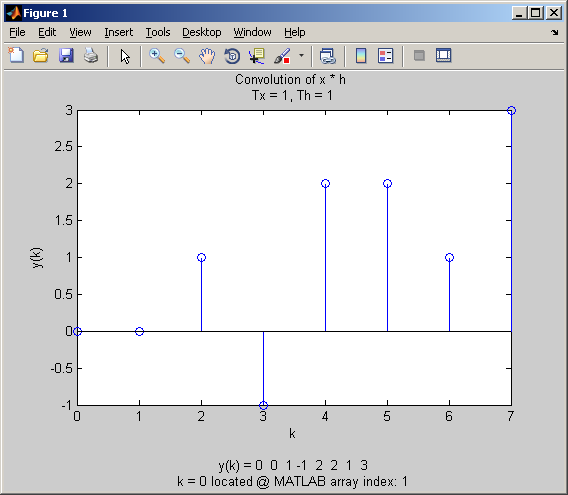 Figure 1
File Edit View Insert Tools Desktop Window Help
Convolution of x * h
Tx = 1, Th = 1
3
2.5
2
1.5
1
0.5
0
-0.5
-1
y(k)
0 1 2 3 4 5 6 7
k
y(k) = 0 0 1 -1 2 2 1 3
k = 0 located @ MATLAB array index: 1